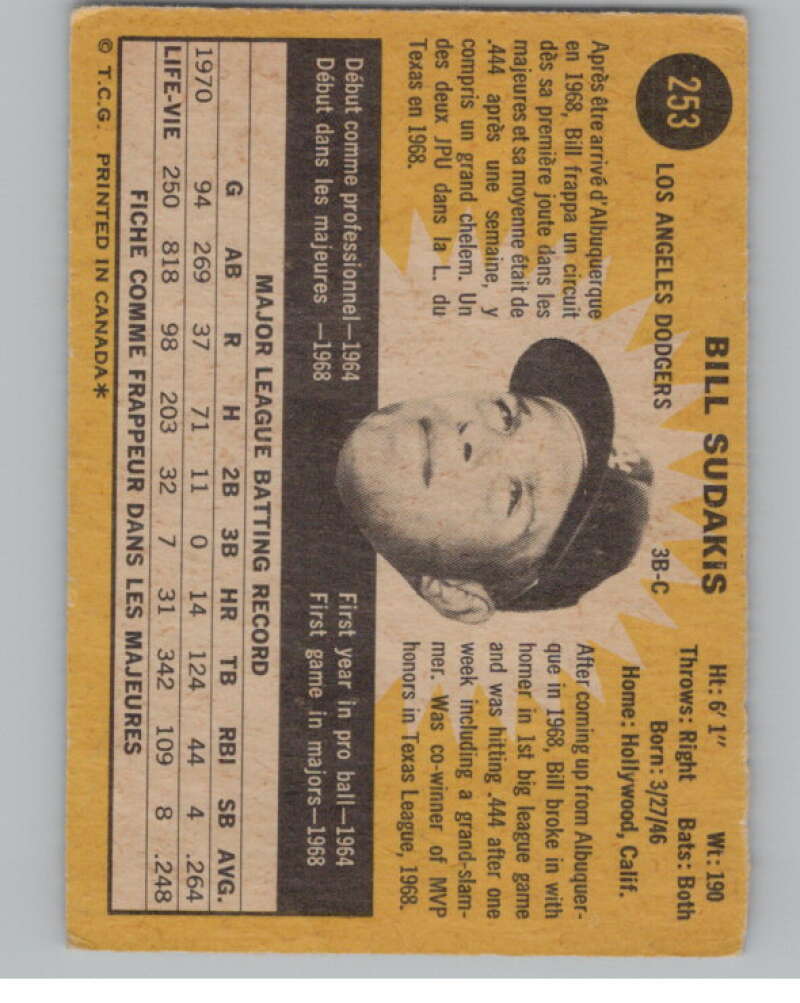 253
BILL SUDAKIS
LOS ANGELES DODGERS
3B-C
Ht: 6' 1" Wt: 190
Throws: Right Bats: Both
Born: 3/27/46
Home: Hollywood, Calif.
Après être arrivé d'Albuquerque
en 1968, Bill frappa un circuit
dès sa première joute dans les
majeures et sa moyenne était de
.444 après une semaine, y
compris un grand chelem. Un
des deux JPU dans la L. du
Texas en 1968.
After coming up from Albuquer-
que in 1968, Bill broke in with
homer in 1st big league game
and was hitting .444 after one
week including a grand-slam-
mer. Was co-winner of MVP
honors in Texas League, 1968.
Début comme professionnel—1964
Début dans les majeures —1968
First year in pro ball—1964
First game in majors—1968
MAJOR LEAGUE BATTING RECORD
G AB R H 2B 3B HR TB RBI SB AVG.
1970 94 269 37 71 11 0 14 124 44 4 .264
LIFE-VIE 250 818 98 203 32 7 31 342 109 8 .248
FICHE COMME FRAPPEUR DANS LES MAJEURES
© T.C.G. PRINTED IN CANADA*